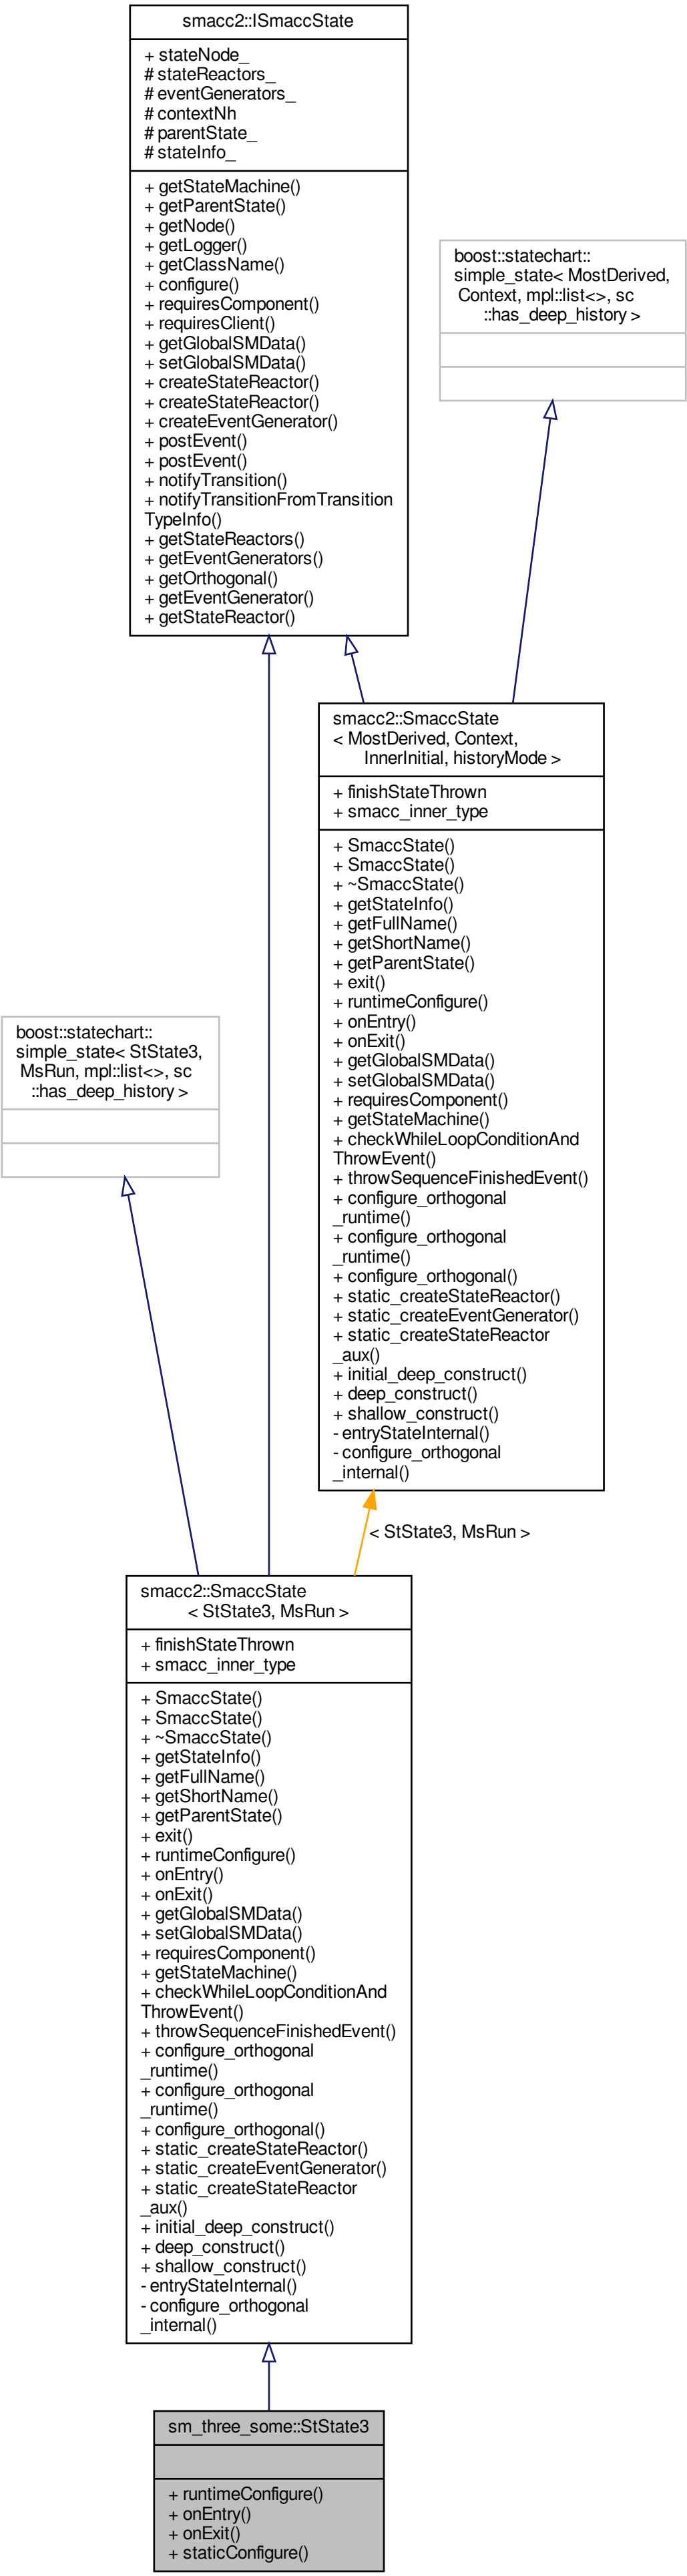 smacc2::ISmaccState
+ stateNode_
# stateReactors_
# eventGenerators_
# contextNh
# parentState_
# stateInfo_
+ getStateMachine()
+ getParentState()
+ getNode()
+ getLogger()
+ getClassName()
+ configure()
+ requiresComponent()
+ requiresClient()
+ getGlobalSMData()
+ setGlobalSMData()
+ createStateReactor()
+ createStateReactor()
+ createEventGenerator()
+ postEvent()
+ postEvent()
+ notifyTransition()
+ notifyTransitionFromTransition
TypeInfo()
+ getStateReactors()
+ getEventGenerators()
+ getOrthogonal()
+ getEventGenerator()
+ getStateReactor()
boost::statechart::
simple_state< MostDerived,
Context, mpl::list<>, sc
::has_deep_history >
smacc2::SmaccState
< MostDerived, Context,
InnerInitial, historyMode >
+ finishStateThrown
+ smacc_inner_type
+ SmaccState()
+ SmaccState()
+ ~SmaccState()
+ getStateInfo()
+ getFullName()
+ getShortName()
+ getParentState()
+ exit()
+ runtimeConfigure()
+ onEntry()
+ onExit()
+ getGlobalSMData()
+ setGlobalSMData()
+ requiresComponent()
+ getStateMachine()
+ checkWhileLoopConditionAnd
ThrowEvent()
+ throwSequenceFinishedEvent()
+ configure_orthogonal
_runtime()
+ configure_orthogonal
_runtime()
+ configure_orthogonal()
+ static_createStateReactor()
+ static_createEventGenerator()
+ static_createStateReactor
_aux()
+ initial_deep_construct()
+ deep_construct()
+ shallow_construct()
- entryStateInternal()
- configure_orthogonal
_internal()
boost::statechart::
simple_state< StState3,
MsRun, mpl::list<>, sc
::has_deep_history >
< StState3, MsRun >
smacc2::SmaccState
< StState3, MsRun >
+ finishStateThrown
+ smacc_inner_type
+ SmaccState()
+ SmaccState()
+ ~SmaccState()
+ getStateInfo()
+ getFullName()
+ getShortName()
+ getParentState()
+ exit()
+ runtimeConfigure()
+ onEntry()
+ onExit()
+ getGlobalSMData()
+ setGlobalSMData()
+ requiresComponent()
+ getStateMachine()
+ checkWhileLoopConditionAnd
ThrowEvent()
+ throwSequenceFinishedEvent()
+ configure_orthogonal
_runtime()
+ configure_orthogonal
_runtime()
+ configure_orthogonal()
+ static_createStateReactor()
+ static_createEventGenerator()
+ static_createStateReactor
_aux()
+ initial_deep_construct()
+ deep_construct()
+ shallow_construct()
- entryStateInternal()
- configure_orthogonal
_internal()
sm_three_some::StState3
+ runtimeConfigure()
+ onEntry()
+ onExit()
+ staticConfigure()